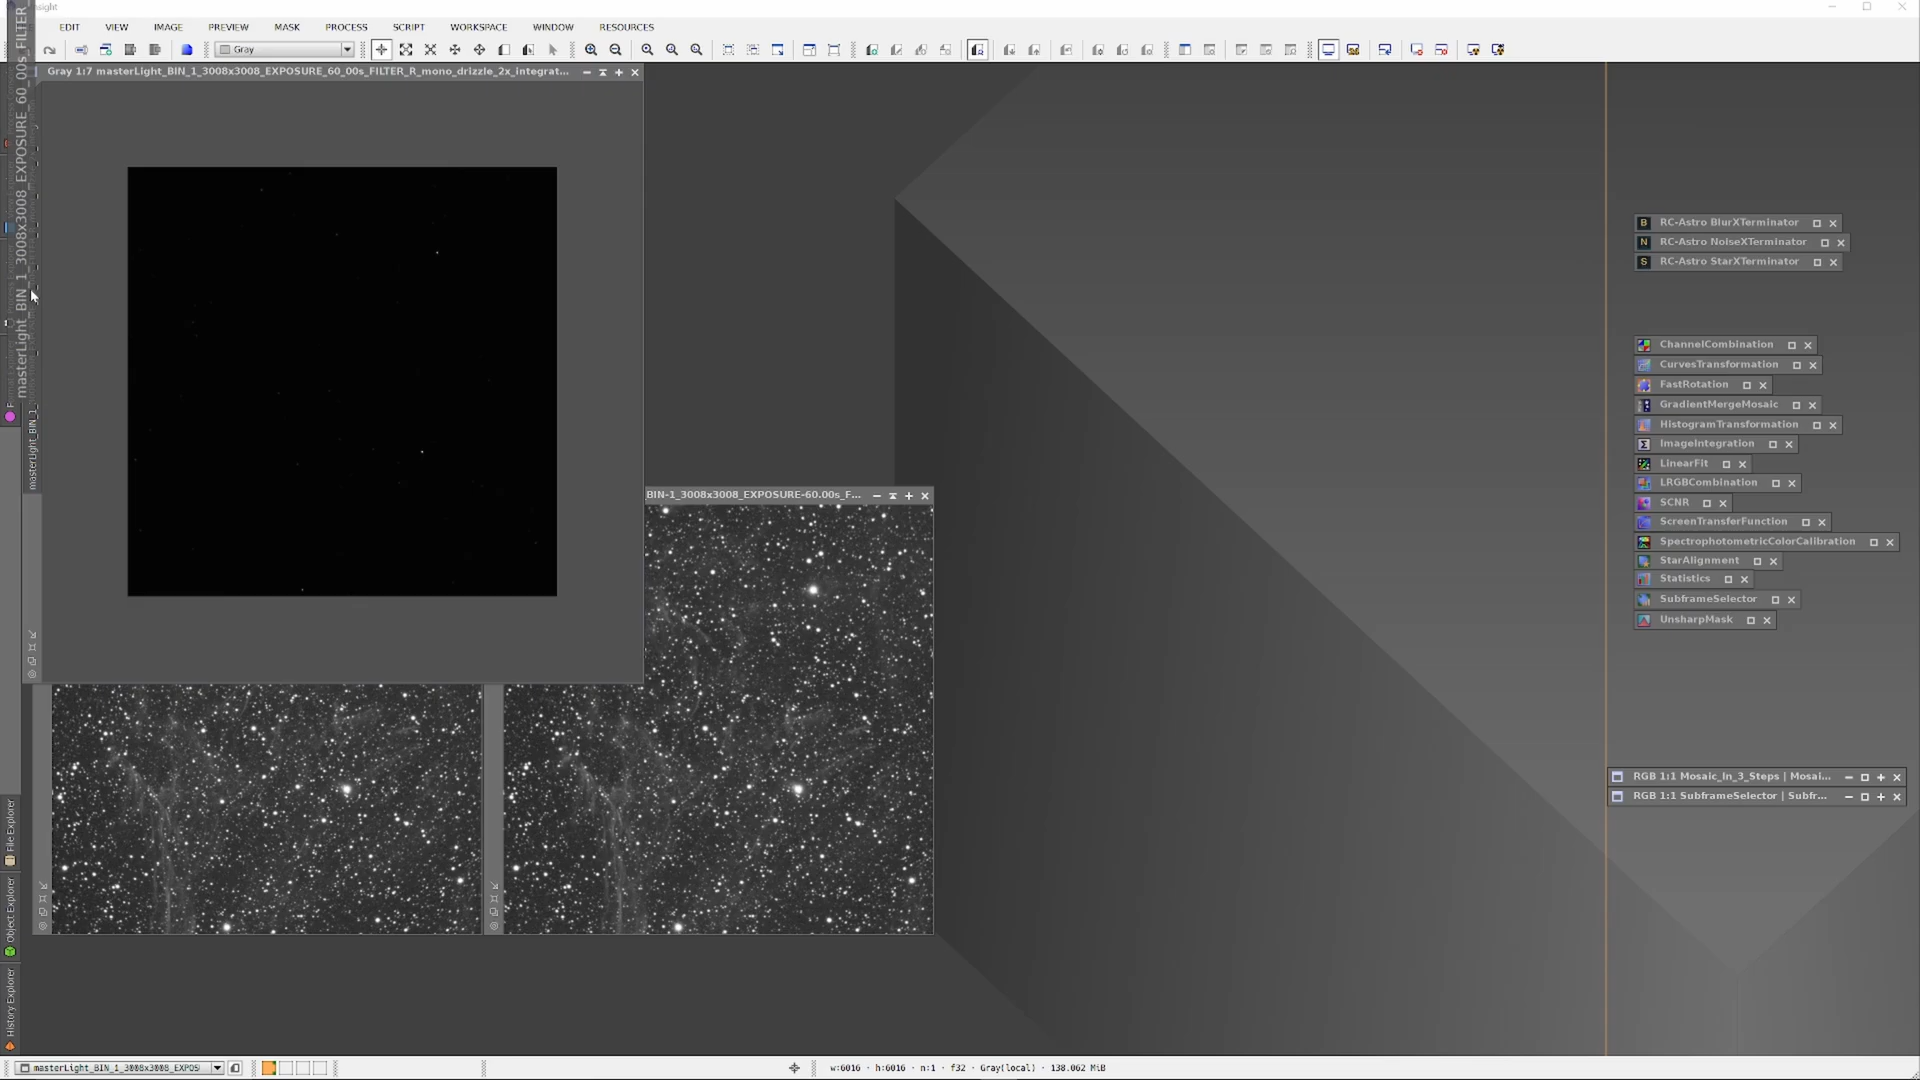 EDIT VIEW IMAGE PREVIEW MASK PROCESS SCRIPT WORKSPACE WINDOW RESOURCES
Gray
Gray 1:7 masterLight_BIN_1_3008x3008_EXPOSURE_60_00s_FILTER_R_mono_drizzle_2x_integrat...
masterLight_BIN_1_3008x3008_EXPOSURE_60_00s_FILTER
masterLight_BIN_1_
BIN-1_3008x3008_EXPOSURE-60.00s_F...
RC-Astro BlurXTerminator
RC-Astro NoiseXTerminator
RC-Astro StarXTerminator
ChannelCombination
CurvesTransformation
FastRotation
GradientMergeMosaic
HistogramTransformation
ImageIntegration
LinearFit
LRGBCombination
SCNR
ScreenTransferFunction
SpectrophotometricColorCalibration
StarAlignment
Statistics
SubframeSelector
UnsharpMask
RGB 1:1 Mosaic_In_3_Steps | Mosai...
RGB 1:1 SubframeSelector | Subfr...
File Explorer
Object Explorer
History Explorer
masterLight_BIN_1_3008x3008_EXPOS
w:6016 · h:6016 · n:1 · f32 · Gray(local) · 138.062 MiB